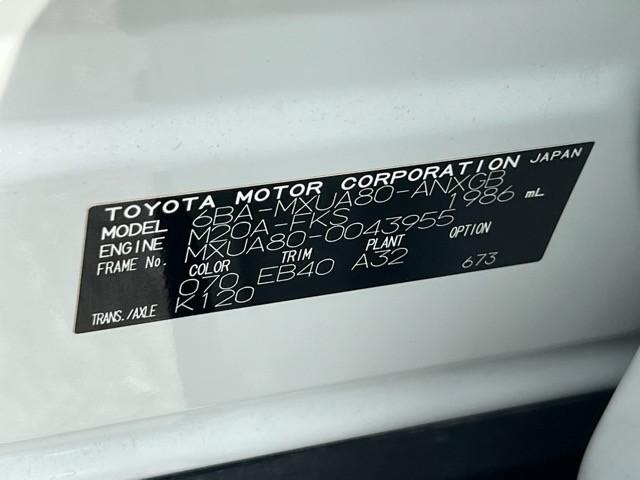 TOYOTA MOTOR CORPORATION JAPAN
MODEL 6BA-MXUA80-ANXGB
ENGINE M20A-FKS 1986 mL
FRAME No. MXUA80-0043955
COLOR TRIM PLANT OPTION
070 EB40 A32 673
TRANS./AXLE K120